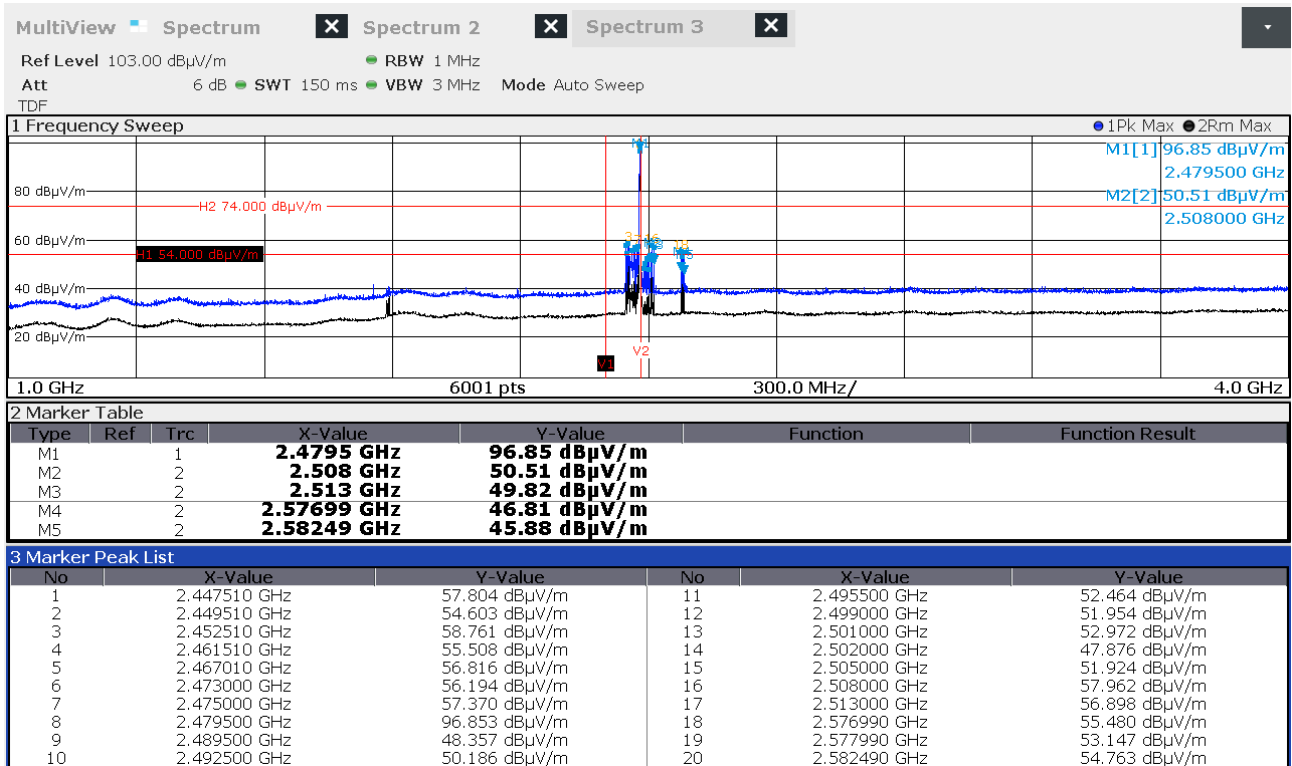 MultiView Spectrum X Spectrum 2 X Spectrum 3 X
Ref Level 103.00 dBµV/m RBW 1 MHz
Att 6 dB SWT 150 ms VBW 3 MHz Mode Auto Sweep
TDF
1 Frequency Sweep 1Pk Max 2Rm Max
M1
M1[1] 96.85 dBµV/m
2.479500 GHz
80 dBµV/m
M2[2] 50.51 dBµV/m
H2 74.000 dBµV/m
2.508000 GHz
60 dBµV/m
H1 54.000 dBµV/m
40 dBµV/m
20 dBµV/m
V1 V2
1.0 GHz 6001 pts 300.0 MHz/ 4.0 GHz
2 Marker Table
Type Ref Trc X-Value Y-Value Function Function Result
M1 1 2.4795 GHz 96.85 dBµV/m
M2 2 2.508 GHz 50.51 dBµV/m
M3 2 2.513 GHz 49.82 dBµV/m
M4 2 2.57699 GHz 46.81 dBµV/m
M5 2 2.58249 GHz 45.88 dBµV/m
3 Marker Peak List
No X-Value Y-Value No X-Value Y-Value
1 2.447510 GHz 57.804 dBµV/m 11 2.495500 GHz 52.464 dBµV/m
2 2.449510 GHz 54.603 dBµV/m 12 2.499000 GHz 51.954 dBµV/m
3 2.452510 GHz 58.761 dBµV/m 13 2.501000 GHz 52.972 dBµV/m
4 2.461510 GHz 55.508 dBµV/m 14 2.502000 GHz 47.876 dBµV/m
5 2.467010 GHz 56.816 dBµV/m 15 2.505000 GHz 51.924 dBµV/m
6 2.473000 GHz 56.194 dBµV/m 16 2.508000 GHz 57.962 dBµV/m
7 2.475000 GHz 57.370 dBµV/m 17 2.513000 GHz 56.898 dBµV/m
8 2.479500 GHz 96.853 dBµV/m 18 2.576990 GHz 55.480 dBµV/m
9 2.489500 GHz 48.357 dBµV/m 19 2.577990 GHz 53.147 dBµV/m
10 2.492500 GHz 50.186 dBµV/m 20 2.582490 GHz 54.763 dBµV/m